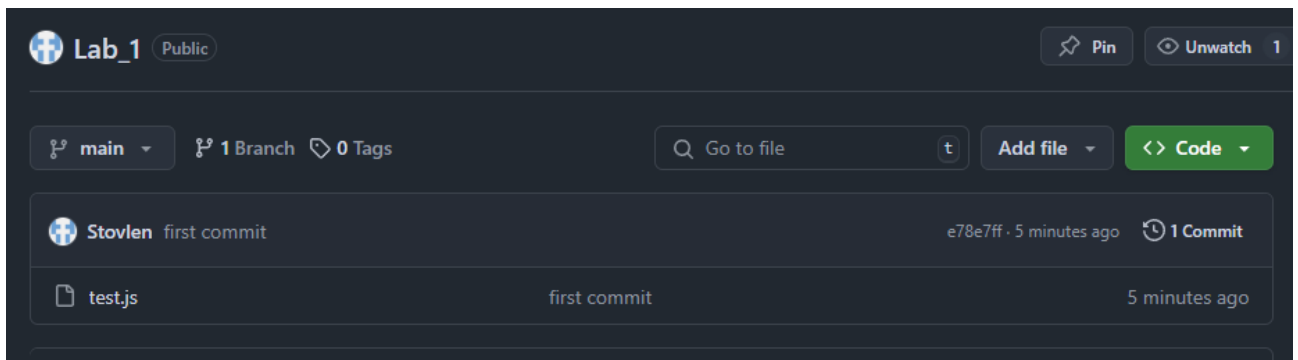 Lab_1 Public Pin Unwatch 1
main 1 Branch 0 Tags Go to file t Add file <> Code
Stovlen first commit e78e7ff · 5 minutes ago 1 Commit
test.js first commit 5 minutes ago